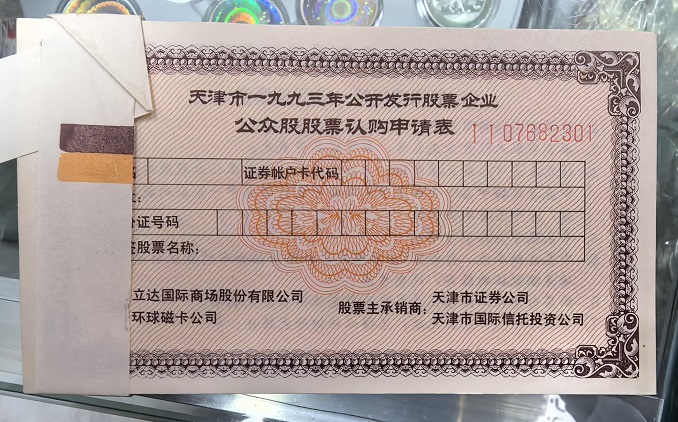 天津市一九九三年公开发行股票企业
公众股股票认购申请表
II07682301
证券帐户卡代码
证号码
股票名称：
立达国际商场股份有限公司
环球磁卡公司
股票主承销商：
天津市证券公司
天津市国际信托投资公司